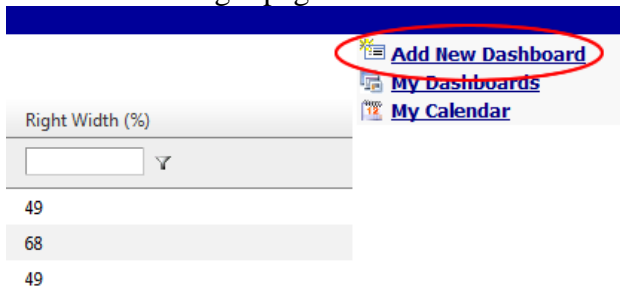 Add New Dashboard
My Dashboards
My Calendar
Right Width (%)
49
68
49